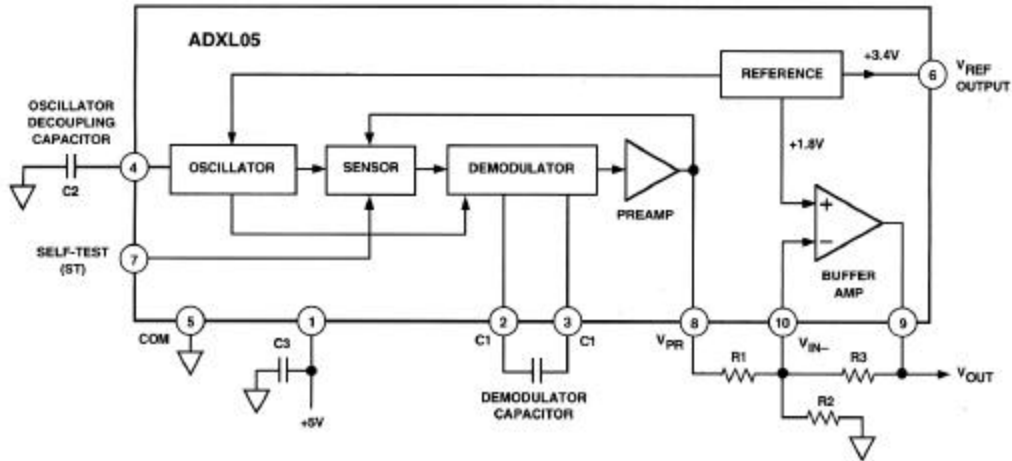 ADXL05
+3.4V
REFERENCE
6
VREF
OUTPUT
OSCILLATOR
DECOUPLING
CAPACITOR
+1.8V
4
OSCILLATOR
SENSOR
DEMODULATOR
C2
PREAMP
+
−
SELF-TEST
(ST)
7
BUFFER
AMP
5
1
2
3
8
10
9
COM
C3
C1
C1
VPR
VIN−
R1
R3
VOUT
DEMODULATOR
CAPACITOR
R2
+5V